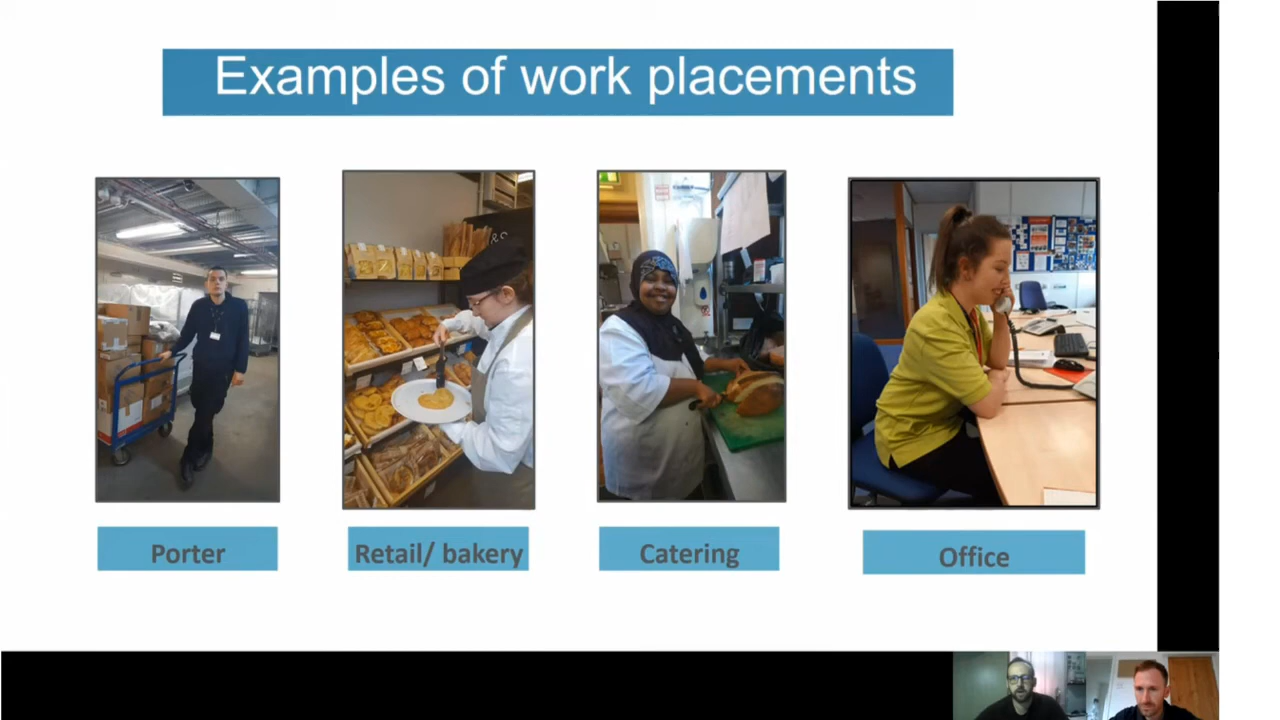 Examples of work placements
Porter
Retail/ bakery
Catering
Office